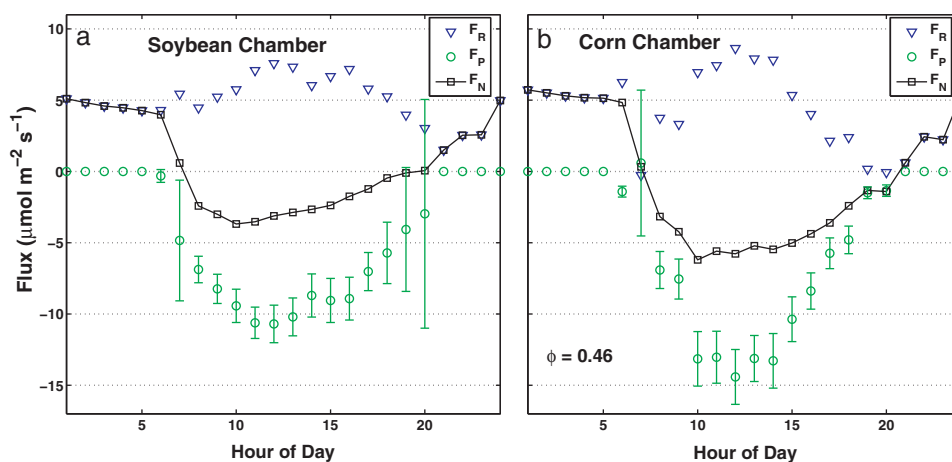 a
Soybean Chamber
F_R
F_P
F_N
b
Corn Chamber
F_R
F_P
F_N
φ = 0.46
10
5
0
−5
−10
−15
Flux (μmol m⁻² s⁻¹)
5
10
15
20
Hour of Day
5
10
15
20
Hour of Day